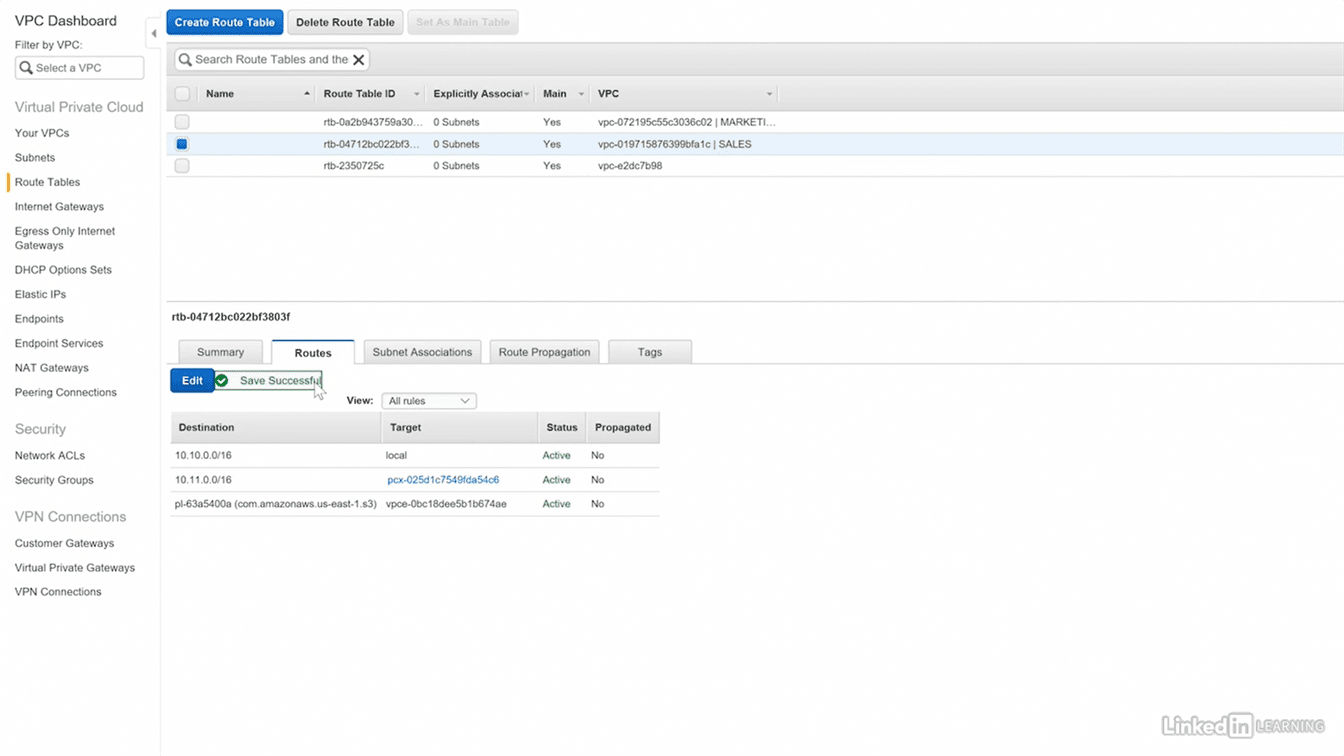 VPC Dashboard
Filter by VPC:
Select a VPC
Virtual Private Cloud
Your VPCs
Subnets
Route Tables
Internet Gateways
Egress Only Internet
Gateways
DHCP Options Sets
Elastic IPs
Endpoints
Endpoint Services
NAT Gateways
Peering Connections
Security
Network ACLs
Security Groups
VPN Connections
Customer Gateways
Virtual Private Gateways
VPN Connections
Create Route Table Delete Route Table Set As Main Table
Search Route Tables and the
Name Route Table ID Explicitly Associat Main VPC
rtb-0a2b943759a30... 0 Subnets Yes vpc-072195c55c3036c02 | MARKETI...
rtb-04712bc022bf3... 0 Subnets Yes vpc-019715876399bfa1c | SALES
rtb-2350725c 0 Subnets Yes vpc-e2dc7b98
rtb-04712bc022bf3803f
Summary Routes Subnet Associations Route Propagation Tags
Edit Save Successful
View: All rules
Destination Target Status Propagated
10.10.0.0/16 local Active No
10.11.0.0/16 pcx-025d1c7549fda54c6 Active No
pl-63a5400a (com.amazonaws.us-east-1.s3) vpce-0bc18dee5b1b674ae Active No
LinkedIn LEARNING